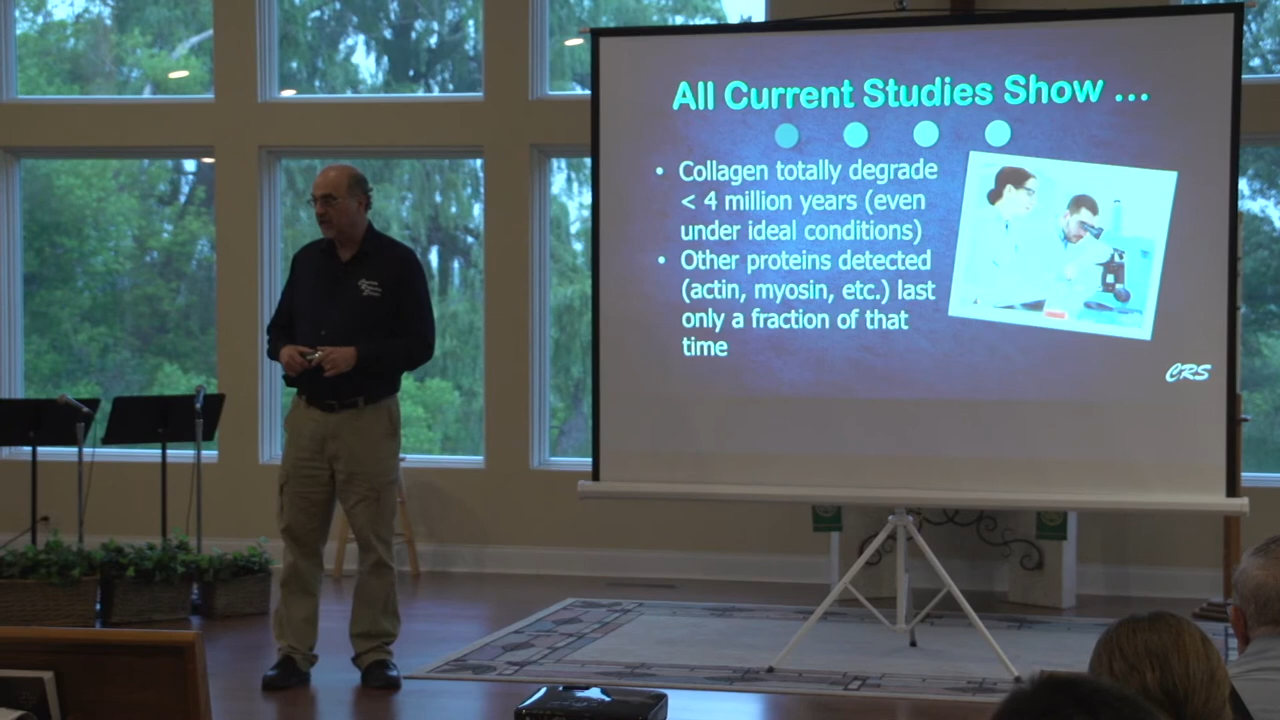 All Current Studies Show ...
• Collagen totally degrade
< 4 million years (even
under ideal conditions)
• Other proteins detected
(actin, myosin, etc.) last
only a fraction of that
time
CRS